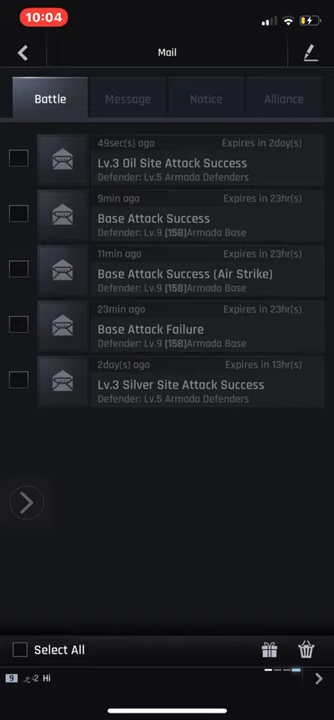 10:04
Mail
Battle
Message
Notice
Alliance
49sec(s) ago
Expires in 2day(s)
Lv.3 Oil Site Attack Success
Defender: Lv.5 Armada Defenders
9min ago
Expires in 23hr(s)
Base Attack Success
Defender: Lv.9 [158]Armada Base
11min ago
Expires in 23hr(s)
Base Attack Success (Air Strike)
Defender: Lv.9 [158]Armada Base
23min ago
Expires in 23hr(s)
Base Attack Failure
Defender: Lv.9 [158]Armada Base
2day(s) ago
Expires in 13hr(s)
Lv.3 Silver Site Attack Success
Defender: Lv.5 Armada Defenders
Select All
9
Hi